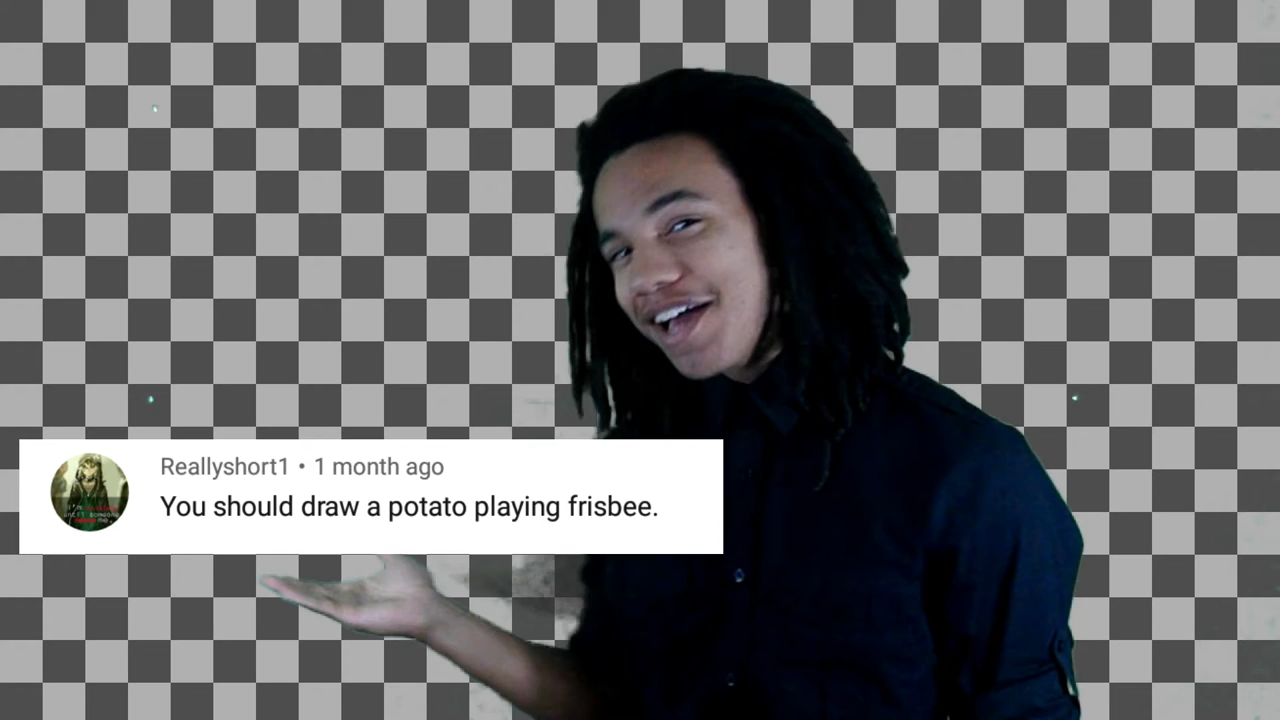 Reallyshort1 • 1 month ago
You should draw a potato playing frisbee.